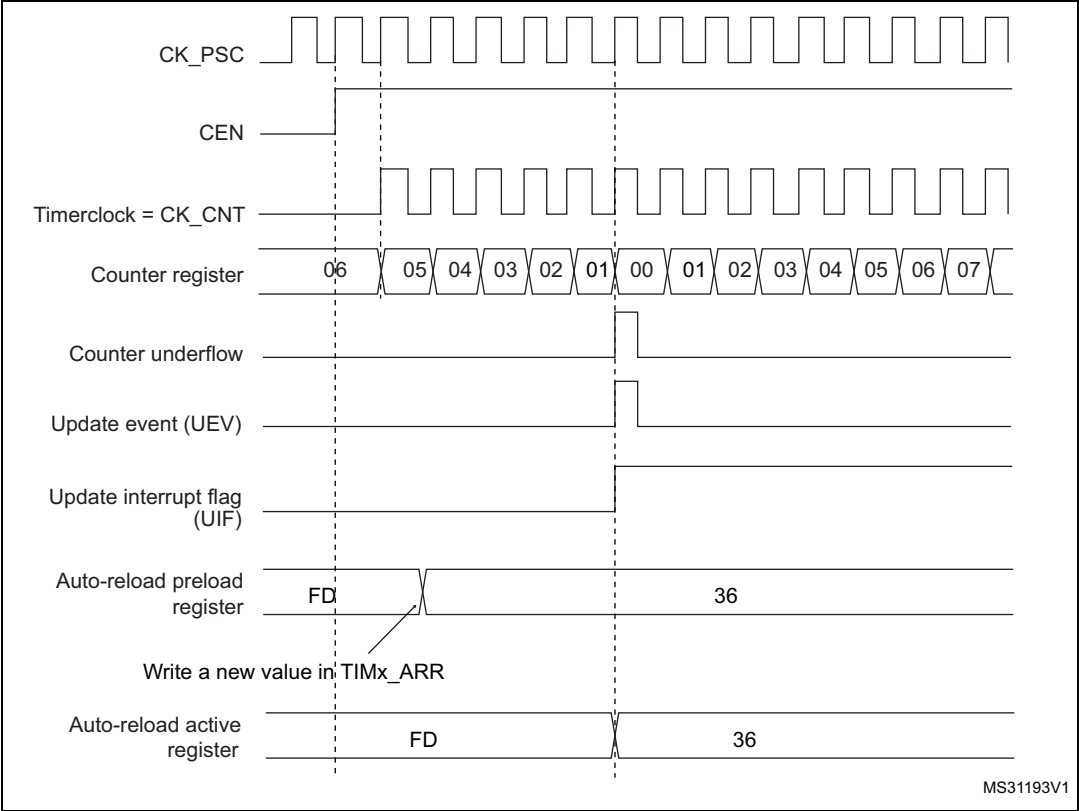 CK_PSC
CEN
Timerclock = CK_CNT
Counter register
06 05 04 03 02 01 00 01 02 03 04 05 06 07
Counter underflow
Update event (UEV)
Update interrupt flag
(UIF)
Auto-reload preload
register
FD 36
Write a new value in TIMx_ARR
Auto-reload active
register
FD 36
MS31193V1